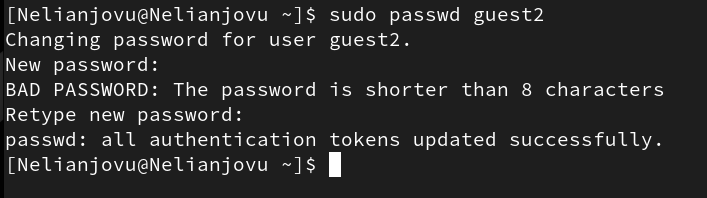 [Nelianjovu@Nelianjovu ~]$ sudo passwd guest2
Changing password for user guest2.
New password:
BAD PASSWORD: The password is shorter than 8 characters
Retype new password:
passwd: all authentication tokens updated successfully.
[Nelianjovu@Nelianjovu ~]$